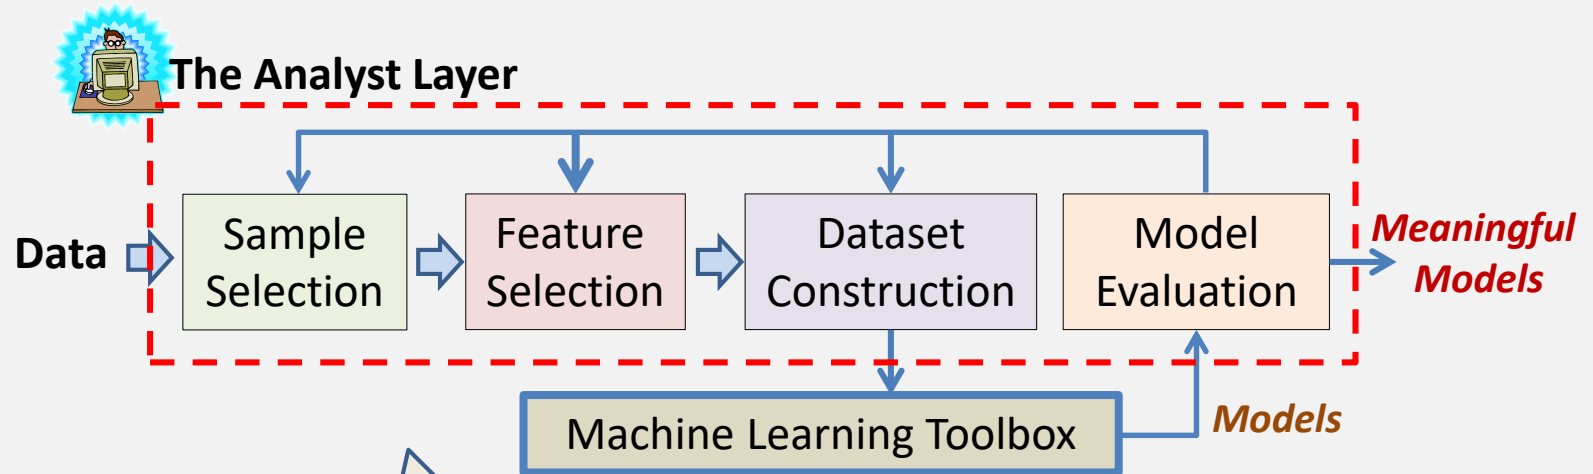 The Analyst Layer
Data
Sample
Selection
Feature
Selection
Dataset
Construction
Model
Evaluation
Meaningful
Models
Machine Learning Toolbox
Models